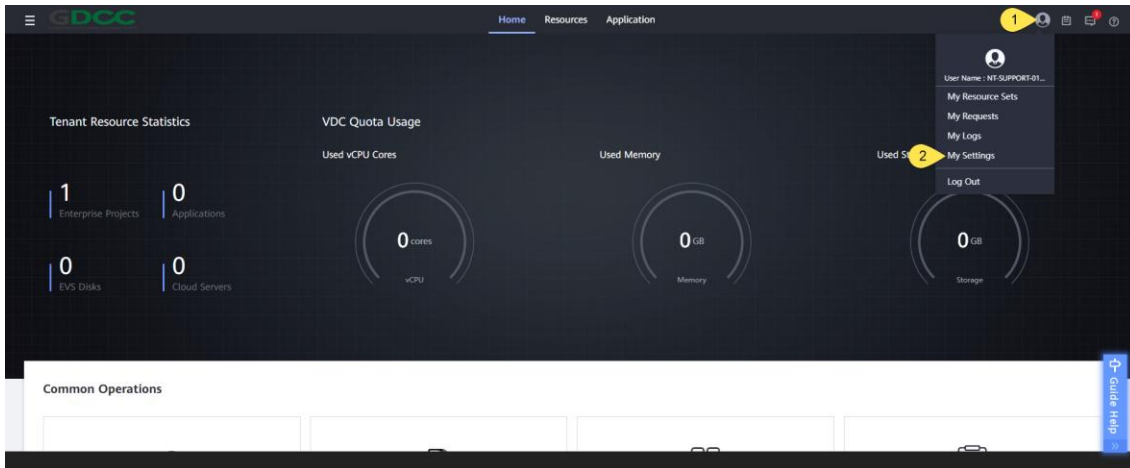 GDCC
Home Resources Application
1
1
User Name : NT-SUPPORT-01...
My Resource Sets
My Requests
My Logs
2 My Settings
Log Out
Tenant Resource Statistics
1
Enterprise Projects
0
Applications
0
EVS Disks
0
Cloud Servers
VDC Quota Usage
Used vCPU Cores
0 cores
vCPU
Used Memory
0 GB
Memory
Used St
0 GB
Storage
Common Operations
Guide Help